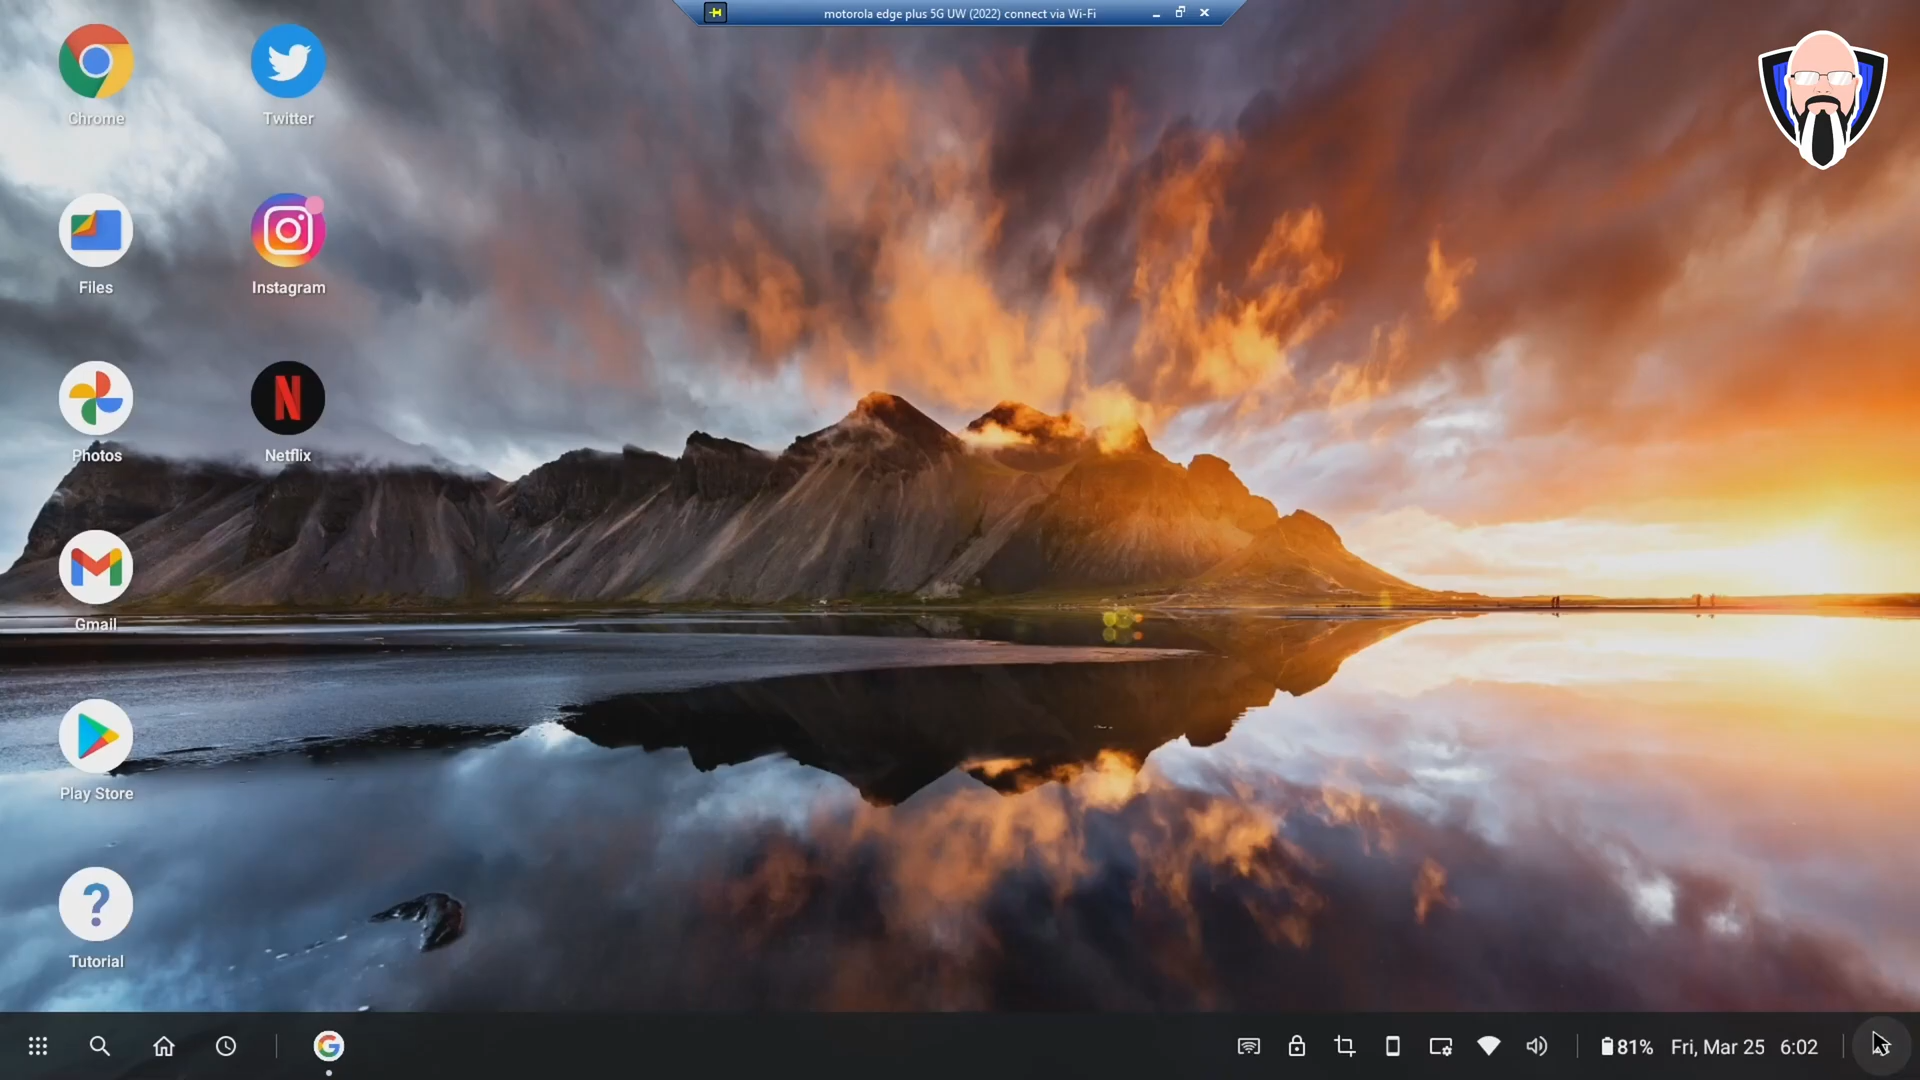 motorola edge plus 5G UW (2022) connect via Wi-Fi
Chrome
Twitter
Files
Instagram
Photos
N
Netflix
Gmail
Play Store
?
Tutorial
G
81% Fri, Mar 25 6:02